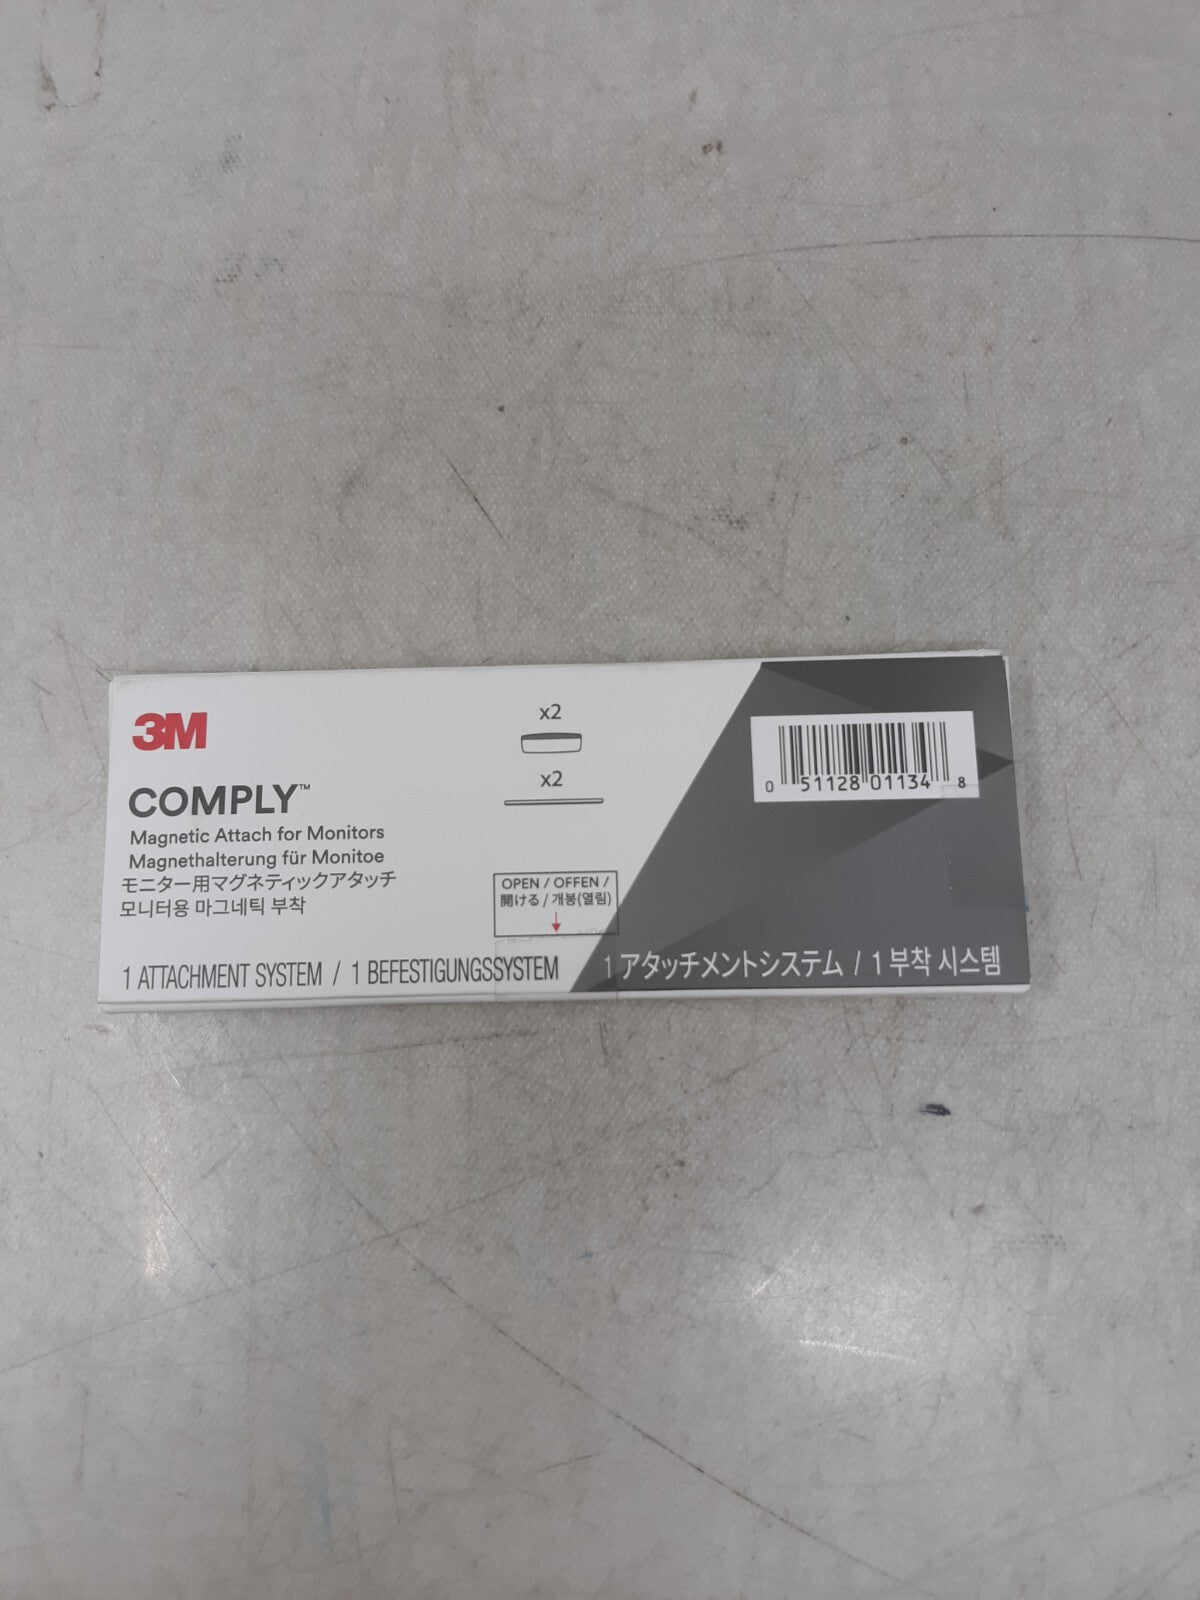 3M
COMPLY™
Magnetic Attach for Monitors
Magnethalterung für Monitoe
モニター用マグネティックアタッチ
모니터용 마그네틱 부착
x2
x2
OPEN / OFFEN /
開ける / 개봉(열림)
1 ATTACHMENT SYSTEM / 1 BEFESTIGUNGSSYSTEM
1 アタッチメントシステム / 1 부착 시스템
0 51128 01134 8